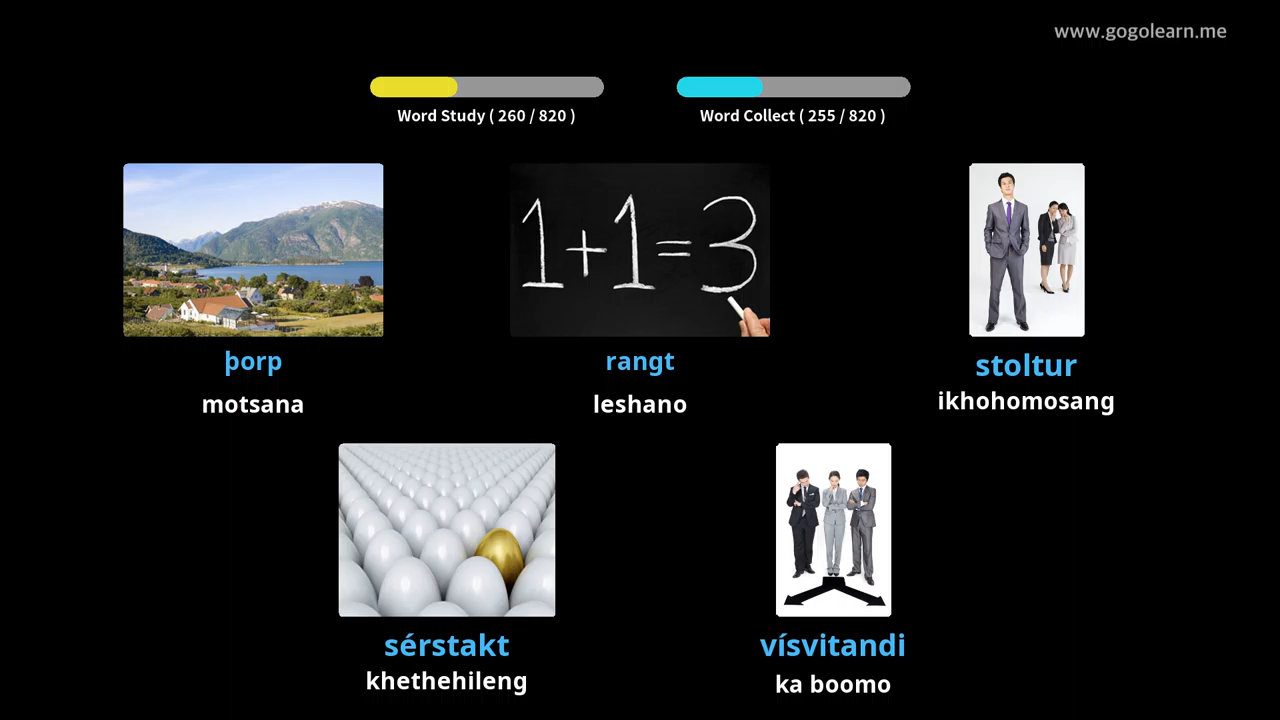 www.gogolearn.me
Word Study ( 260 / 820 )
Word Collect ( 255 / 820 )
1+1=3
þorp
rangt
stoltur
motsana
leshano
ikhohomosang
sérstakt
vísvitandi
khethehileng
ka boomo